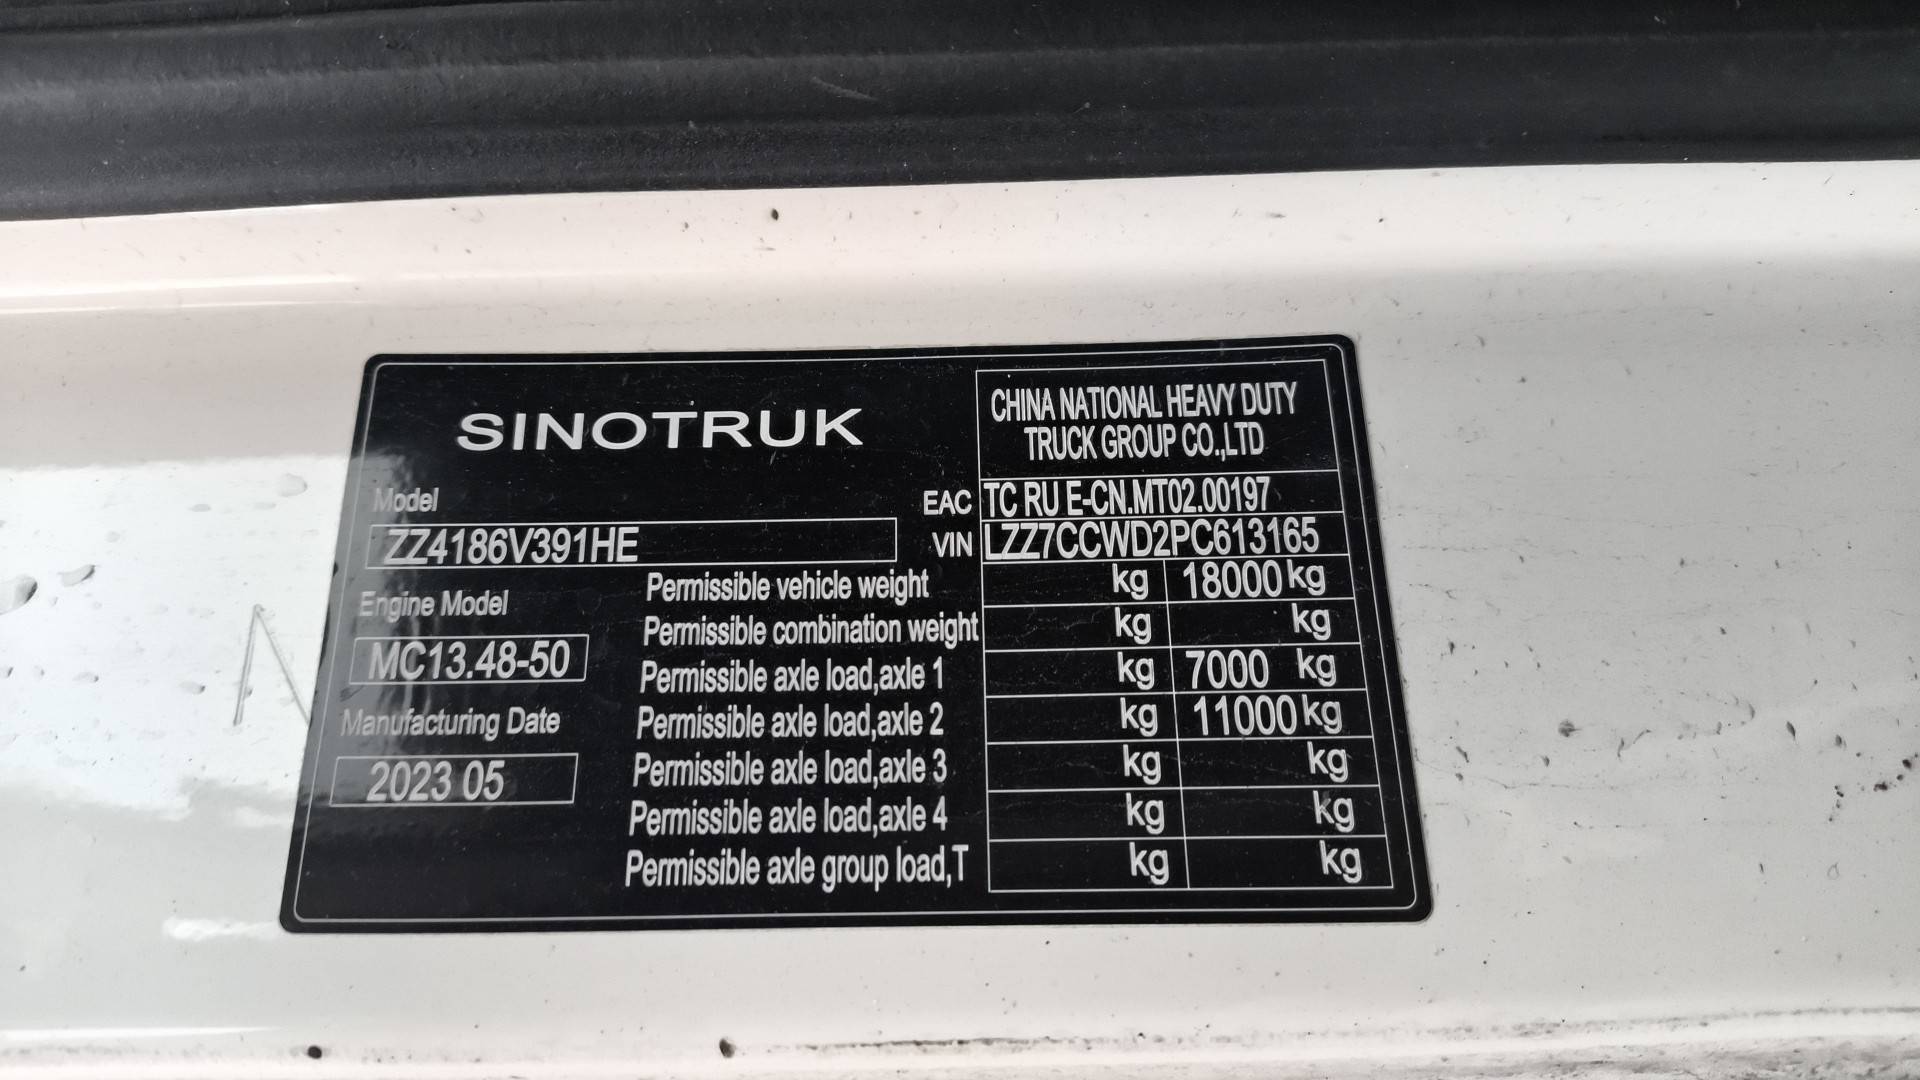 SINOTRUK
CHINA NATIONAL HEAVY DUTY
TRUCK GROUP CO.,LTD
EAC TC RU E-CN.MT02.00197
VIN LZZ7CCWD2PC613165
Model
ZZ4186V391HE
Engine Model
MC13.48-50
Manufacturing Date
2023 05
Permissible vehicle weight kg 18000 kg
Permissible combination weight kg kg
Permissible axle load,axle 1 kg 7000 kg
Permissible axle load,axle 2 kg 11000 kg
Permissible axle load,axle 3 kg kg
Permissible axle load,axle 4 kg kg
Permissible axle group load,T kg kg